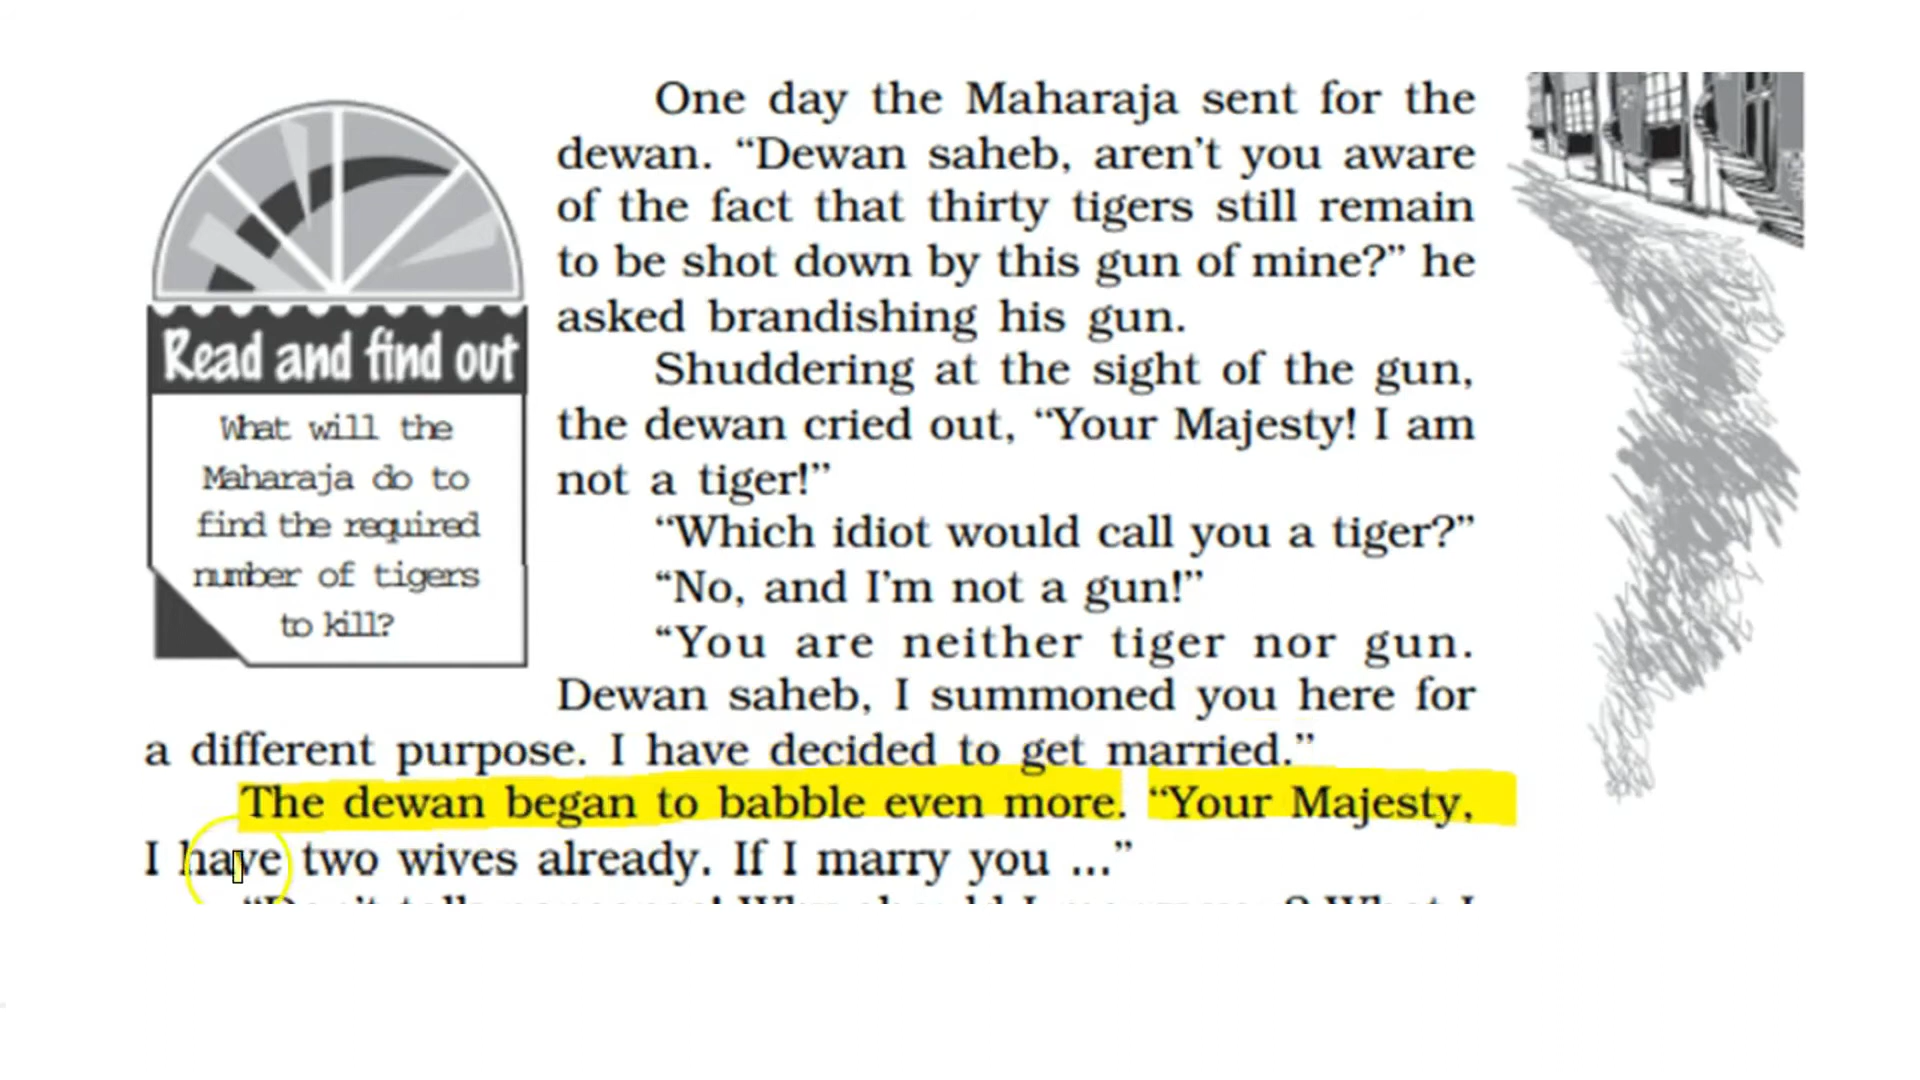 One day the Maharaja sent for the
dewan. “Dewan saheb, aren’t you aware
of the fact that thirty tigers still remain
to be shot down by this gun of mine?” he
asked brandishing his gun.
Shuddering at the sight of the gun,
the dewan cried out, “Your Majesty! I am
not a tiger!”
“Which idiot would call you a tiger?”
“No, and I’m not a gun!”
“You are neither tiger nor gun.
Dewan saheb, I summoned you here for
a different purpose. I have decided to get married.”
The dewan began to babble even more. “Your Majesty,
I have two wives already. If I marry you ...”
Read and find out
What will the
Maharaja do to
find the required
number of tigers
to kill?